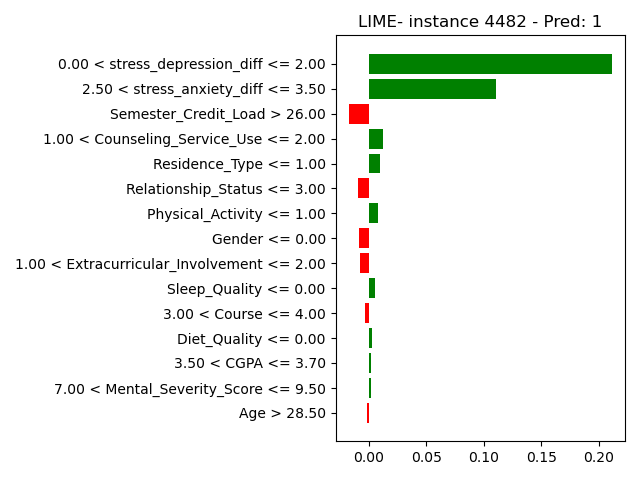 LIME- instance 4482 - Pred: 1
0.00 < stress_depression_diff <= 2.00
2.50 < stress_anxiety_diff <= 3.50
Semester_Credit_Load > 26.00
1.00 < Counseling_Service_Use <= 2.00
Residence_Type <= 1.00
Relationship_Status <= 3.00
Physical_Activity <= 1.00
Gender <= 0.00
1.00 < Extracurricular_Involvement <= 2.00
Sleep_Quality <= 0.00
3.00 < Course <= 4.00
Diet_Quality <= 0.00
3.50 < CGPA <= 3.70
7.00 < Mental_Severity_Score <= 9.50
Age > 28.50
0.00 0.05 0.10 0.15 0.20